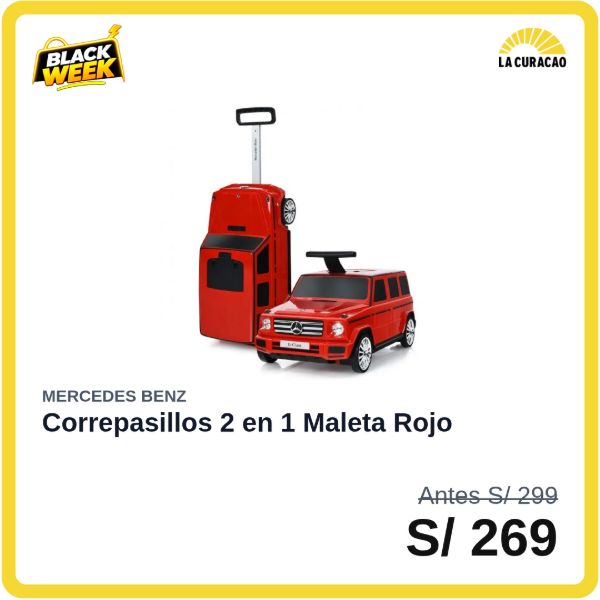 BLACK
WEEK
LA CURACAO
MERCEDES BENZ
Correpasillos 2 en 1 Maleta Rojo
Antes S/ 299
S/ 269